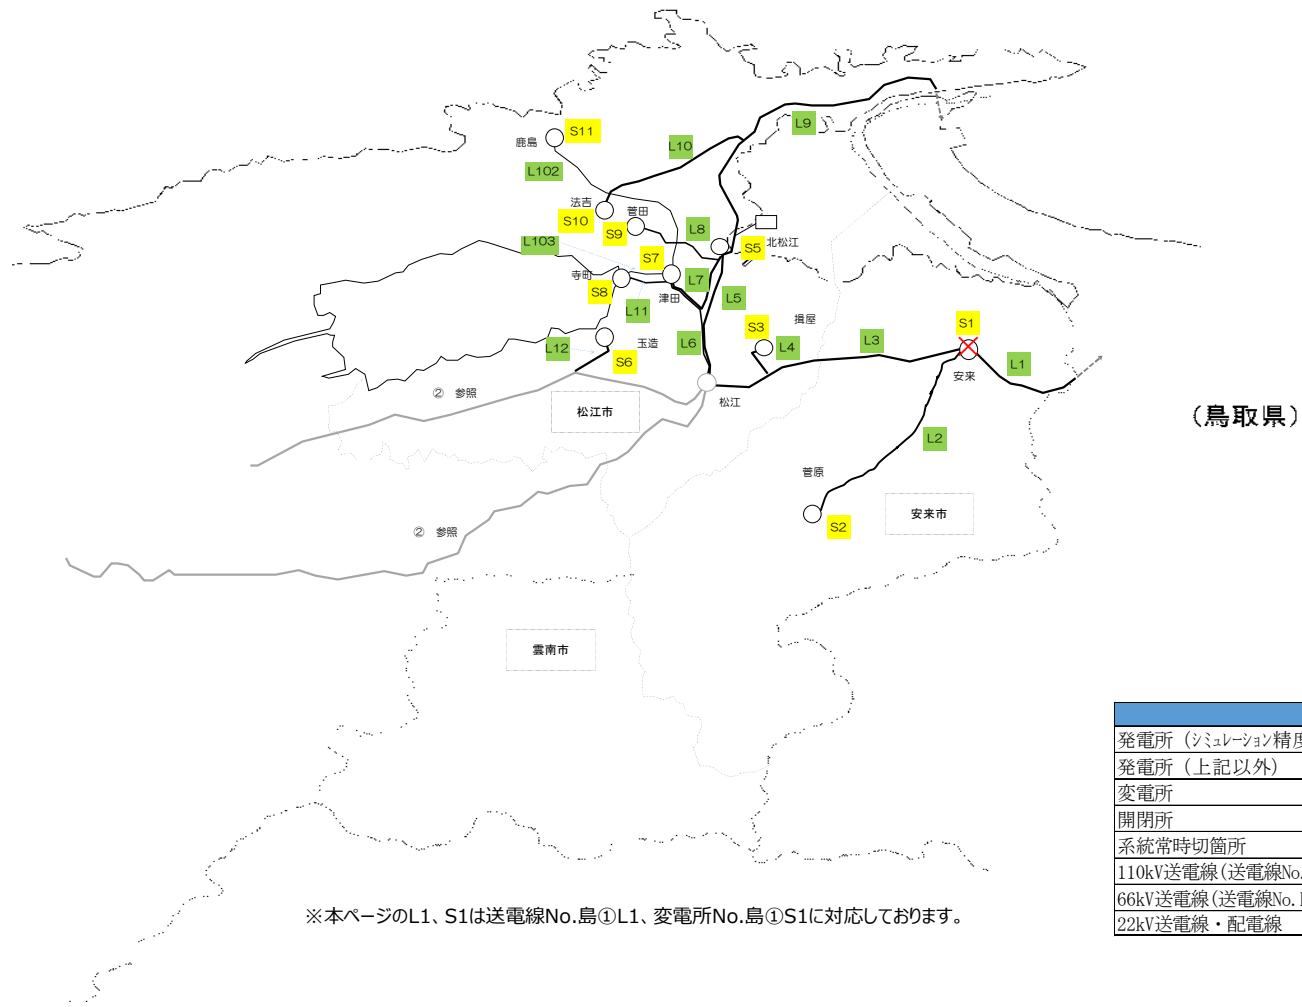 L9
S11
鹿島
L10
L102
法吉
菅田
S10
S9
L8
北松江
S5
L103
S7
寺町
L7
S8
津田
L5
L11
揖屋
S1
S3
玉造
L6
L4
L3
L12
S6
L1
安来
② 参照
松江
松江市
(鳥取県)
L2
菅原
安来市
S2
② 参照
雲南市
発電所（シミュレーション精度
発電所（上記以外）
変電所
開閉所
系統常時切箇所
110kV送電線(送電線No.
66kV送電線(送電線No.1
22kV送電線・配電線
※本ページのL1、S1は送電線No.島①L1、変電所No.島①S1に対応しております。